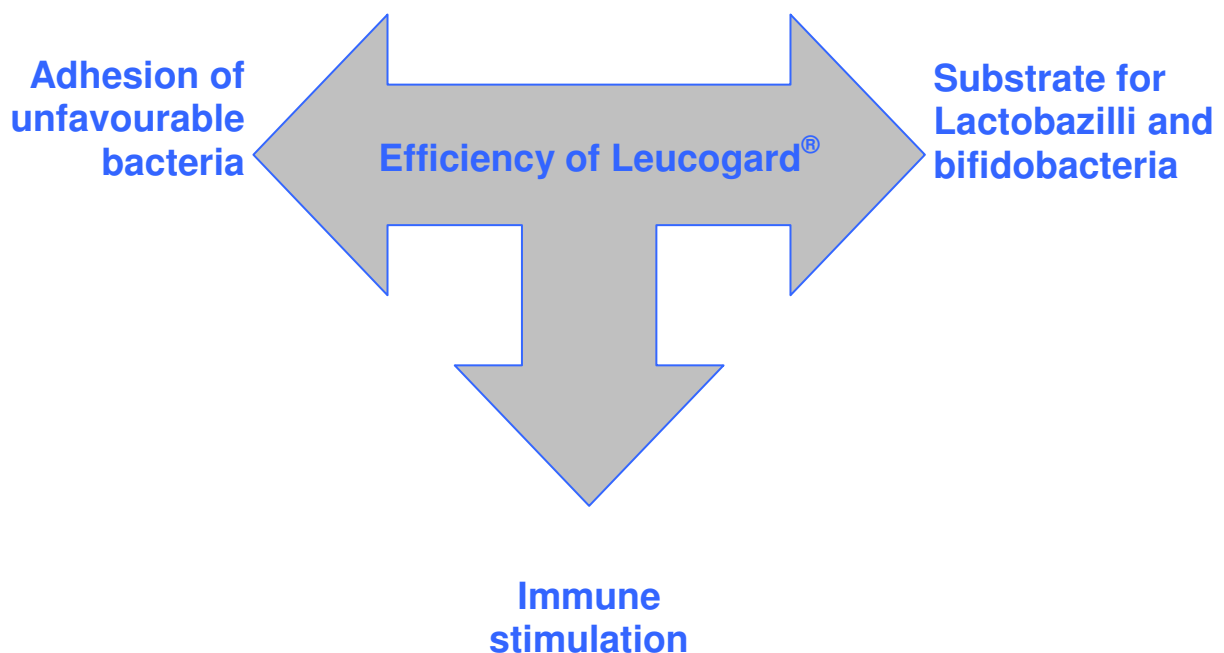 Adhesion of
unfavourable
bacteria
Efficiency of Leucogard®
Substrate for
Lactobazilli and
bifidobacteria
Immune
stimulation